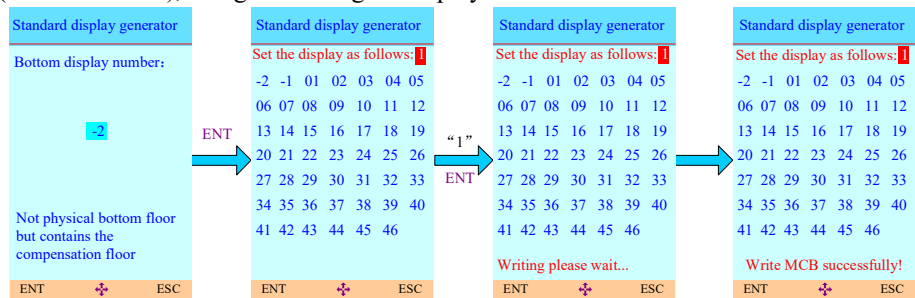 Standard display generator
Bottom display number:
-2
Not physical bottom floor
but contains the
compensation floor
ENT ESC
ENT
Standard display generator
Set the display as follows: 1
-2 -1 01 02 03 04 05
06 07 08 09 10 11 12
13 14 15 16 17 18 19
20 21 22 23 24 25 26
27 28 29 30 31 32 33
34 35 36 37 38 39 40
41 42 43 44 45 46
ENT ESC
“1”
ENT
Standard display generator
Set the display as follows: 1
-2 -1 01 02 03 04 05
06 07 08 09 10 11 12
13 14 15 16 17 18 19
20 21 22 23 24 25 26
27 28 29 30 31 32 33
34 35 36 37 38 39 40
41 42 43 44 45 46
Writing please wait...
ENT ESC
Standard display generator
Set the display as follows: 1
-2 -1 01 02 03 04 05
06 07 08 09 10 11 12
13 14 15 16 17 18 19
20 21 22 23 24 25 26
27 28 29 30 31 32 33
34 35 36 37 38 39 40
41 42 43 44 45 46
Write MCB successfully!
ENT ESC